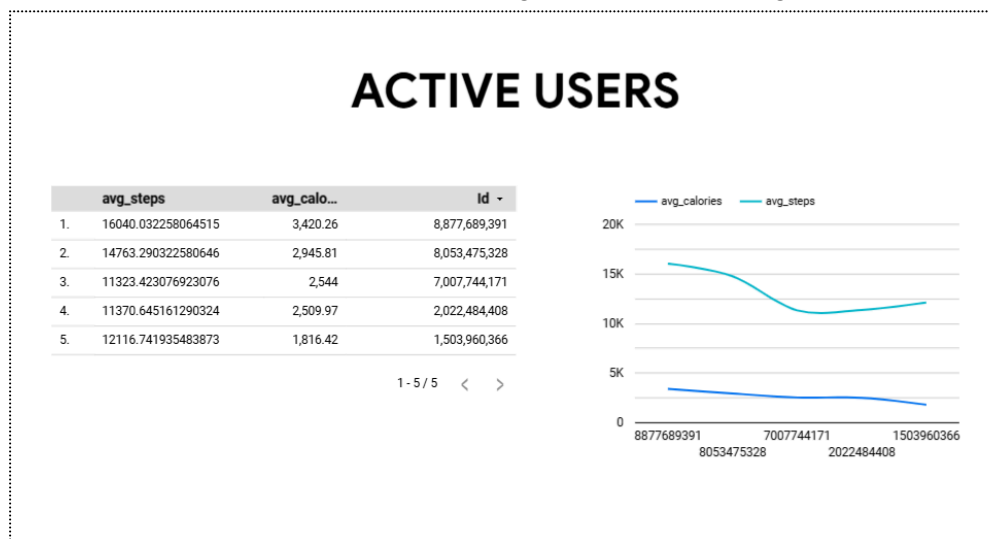 ACTIVE USERS
avg_steps avg_calo... Id
1. 16040.032258064515 3,420.26 8,877,689,391
2. 14763.290322580646 2,945.81 8,053,475,328
3. 11323.423076923076 2,544 7,007,744,171
4. 11370.645161290324 2,509.97 2,022,484,408
5. 12116.741935483873 1,816.42 1,503,960,366
1 - 5 / 5
avg_calories avg_steps
20K
15K
10K
5K
0
8877689391 7007744171 1503960366
8053475328 2022484408